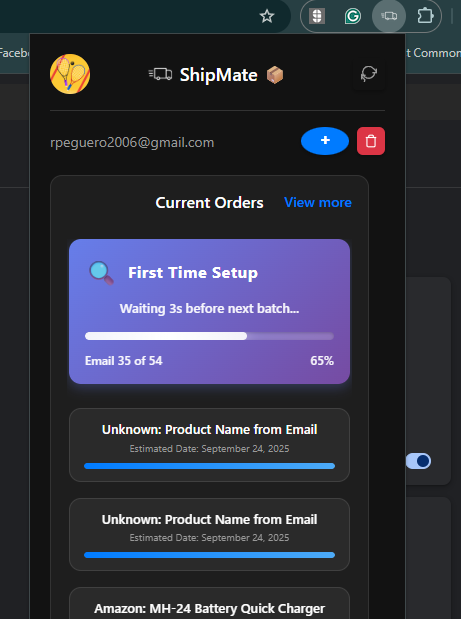 Faceb
t Common
ShipMate
rpeguero2006@gmail.com
+
Current Orders
View more
First Time Setup
Waiting 3s before next batch...
Email 35 of 54
65%
Unknown: Product Name from Email
Estimated Date: September 24, 2025
Unknown: Product Name from Email
Estimated Date: September 24, 2025
Amazon: MH-24 Battery Quick Charger